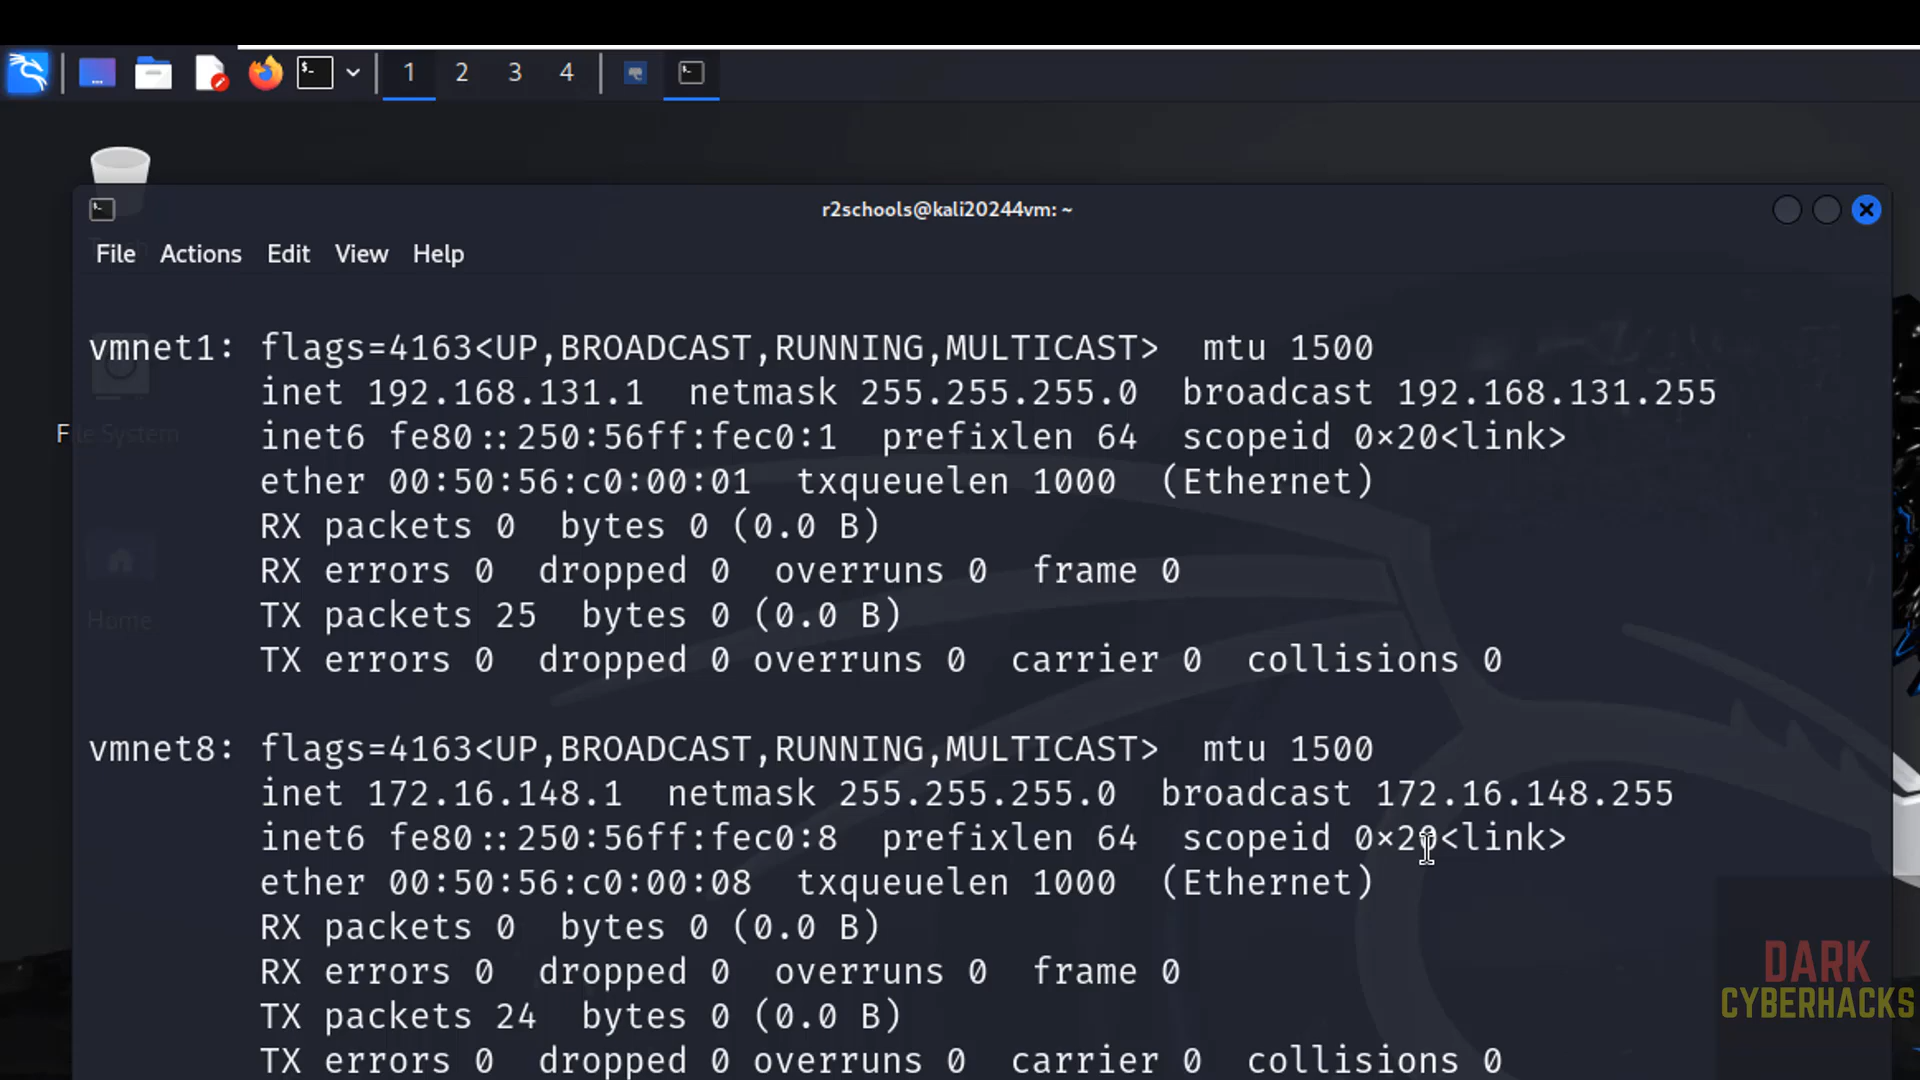 1 2 3 4
r2schools@kali20244vm: ~
File Actions Edit View Help
vmnet1: flags=4163<UP,BROADCAST,RUNNING,MULTICAST>  mtu 1500
inet 192.168.131.1  netmask 255.255.255.0  broadcast 192.168.131.255
inet6 fe80::250:56ff:fec0:1  prefixlen 64  scopeid 0×20<link>
File System
ether 00:50:56:c0:00:01  txqueuelen 1000  (Ethernet)
RX packets 0  bytes 0 (0.0 B)
RX errors 0  dropped 0  overruns 0  frame 0
TX packets 25  bytes 0 (0.0 B)
Home
TX errors 0  dropped 0 overruns 0  carrier 0  collisions 0
vmnet8: flags=4163<UP,BROADCAST,RUNNING,MULTICAST>  mtu 1500
inet 172.16.148.1  netmask 255.255.255.0  broadcast 172.16.148.255
inet6 fe80::250:56ff:fec0:8  prefixlen 64  scopeid 0×20<link>
ether 00:50:56:c0:00:08  txqueuelen 1000  (Ethernet)
RX packets 0  bytes 0 (0.0 B)
RX errors 0  dropped 0  overruns 0  frame 0
TX packets 24  bytes 0 (0.0 B)
TX errors 0  dropped 0 overruns 0  carrier 0  collisions 0
DARK
CYBERHACKS